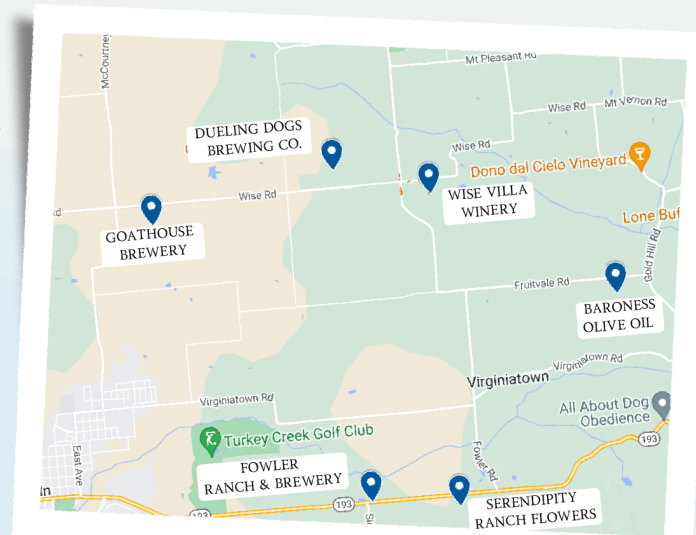 McCourtney
Mt Pleasant Rd
Wise Rd
Mt Vernon Rd
DUELING DOGS
BREWING CO.
Wise Rd
Dono dal Cielo Vineyard
Wise Rd
WISE VILLA
WINERY
GOATHOUSE
BREWERY
Gold Hill Rd
Fruitvale Rd
BARONESS
OLIVE OIL
Virginiatown Rd
Virginiatown
Virginiatown Rd
All About Dog
Obedience
Turkey Creek Golf Club
193
East Ave
FOWLER
RANCH & BREWERY
Fowler Rd
193
193
SERENDIPITY
RANCH FLOWERS